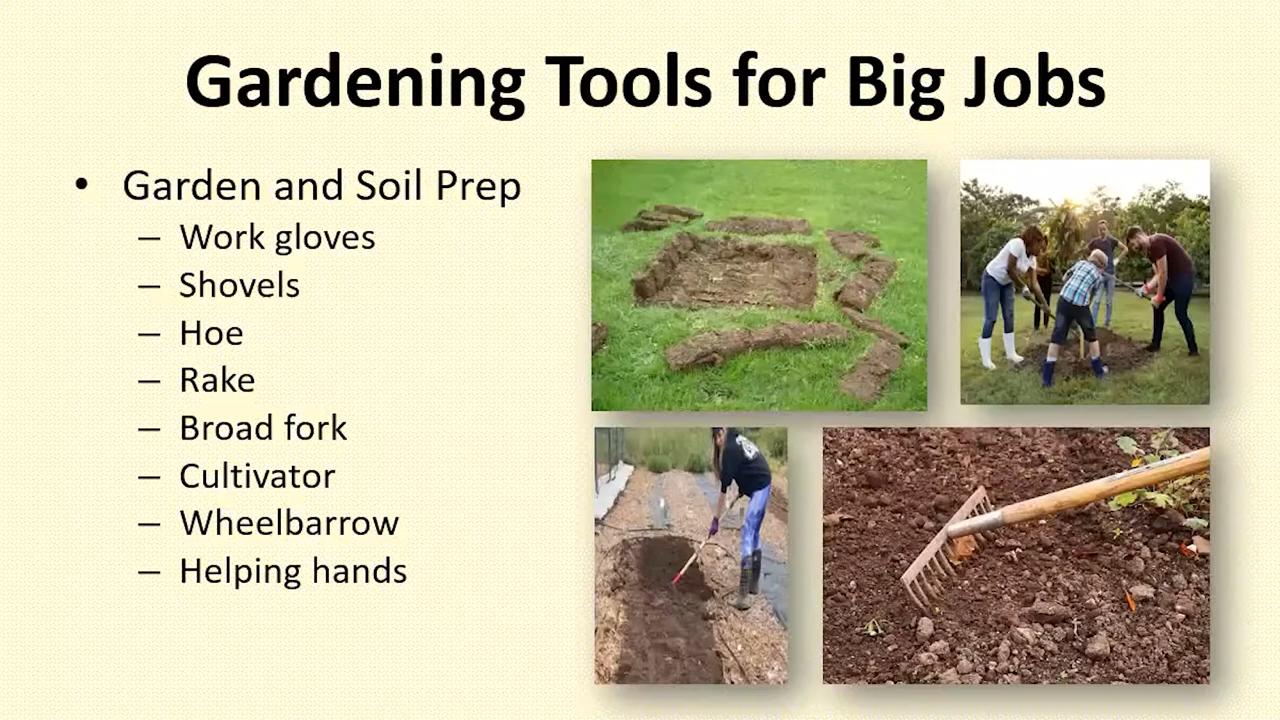 Gardening Tools for Big Jobs
• Garden and Soil Prep
– Work gloves
– Shovels
– Hoe
– Rake
– Broad fork
– Cultivator
– Wheelbarrow
– Helping hands